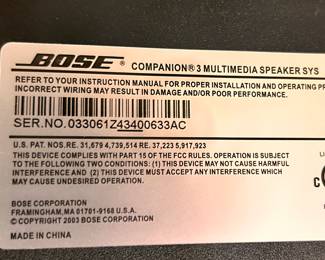 BOSE COMPANION® 3 MULTIMEDIA SPEAKER SYS
REFER TO YOUR INSTRUCTION MANUAL FOR PROPER INSTALLATION AND OPERATING
MAY RESULT IN DAMAGE AND/OR POOR PERFORMANCE.
SER.NO.033061Z43400633AC
U.S. PAT. NOS.RE. 31,679 4,739,514 RE. 37,223 5,917,923
THIS DEVICE COMPLIES WITH PART 15 OF THE FCC RULES. OPERATION IS
SUBJECT TO THE FOLLOWING TWO CONDITIONS: (1) THIS DEVICE MAY NOT CAUSE HARMFUL
INTERFERENCE AND (2) THIS DEVICE MUST ACCEPT ANY INTERFERENCE WHICH
MAY CAUSE UNDESIRED OPERATION.
BOSE CORPORATION
FRAMINGHAM, MA 01701-9168 U.S.A.
© COPYRIGHT 2003 BOSE CORPORATION
MADE IN CHINA